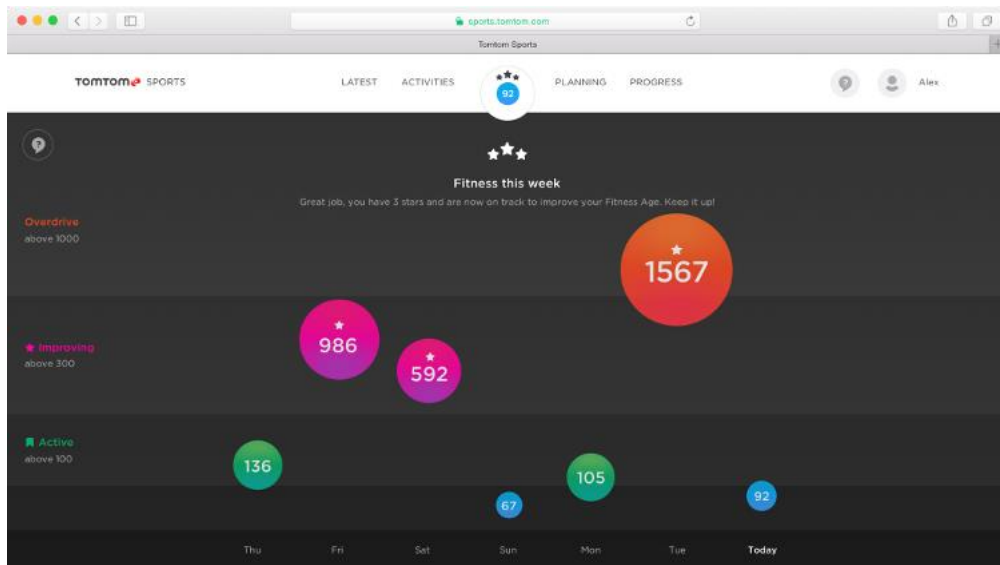 sports.tomtom.com
Tomtom Sports
TOMTOM SPORTS
LATEST
ACTIVITIES
92
PLANNING
PROGRESS
Alex
Fitness this week
Great job, you have 3 stars and are now on track to improve your Fitness Age. Keep it up!
Overdrive
above 1000
1567
Improving
above 300
986
592
Active
above 100
136
105
67
92
Thu
Fri
Sat
Sun
Mon
Tue
Today